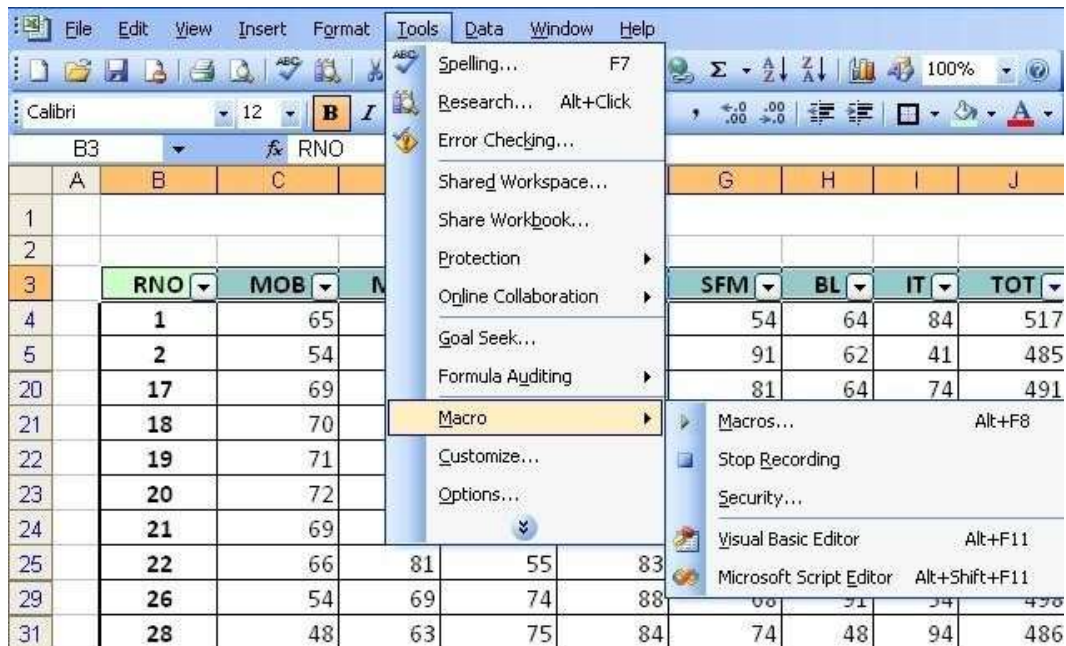 File Edit View Insert Format Tools Data Window Help
100%
Calibri 12 B I
B3 fx RNO
A B C G H I J
1
2
3 RNO MOB SFM BL IT TOT
4 1 65 54 64 84 517
5 2 54 91 62 41 485
20 17 69 81 64 74 491
21 18 70
22 19 71
23 20 72
24 21 69
25 22 66 81 55 83
29 26 54 69 74 88 68 91 54 498
31 28 48 63 75 84 74 48 94 486
Spelling... F7
Research... Alt+Click
Error Checking...
Shared Workspace...
Share Workbook...
Protection
Online Collaboration
Goal Seek...
Formula Auditing
Macro
Customize...
Options...
Macros... Alt+F8
Stop Recording
Security...
Visual Basic Editor Alt+F11
Microsoft Script Editor Alt+Shift+F11